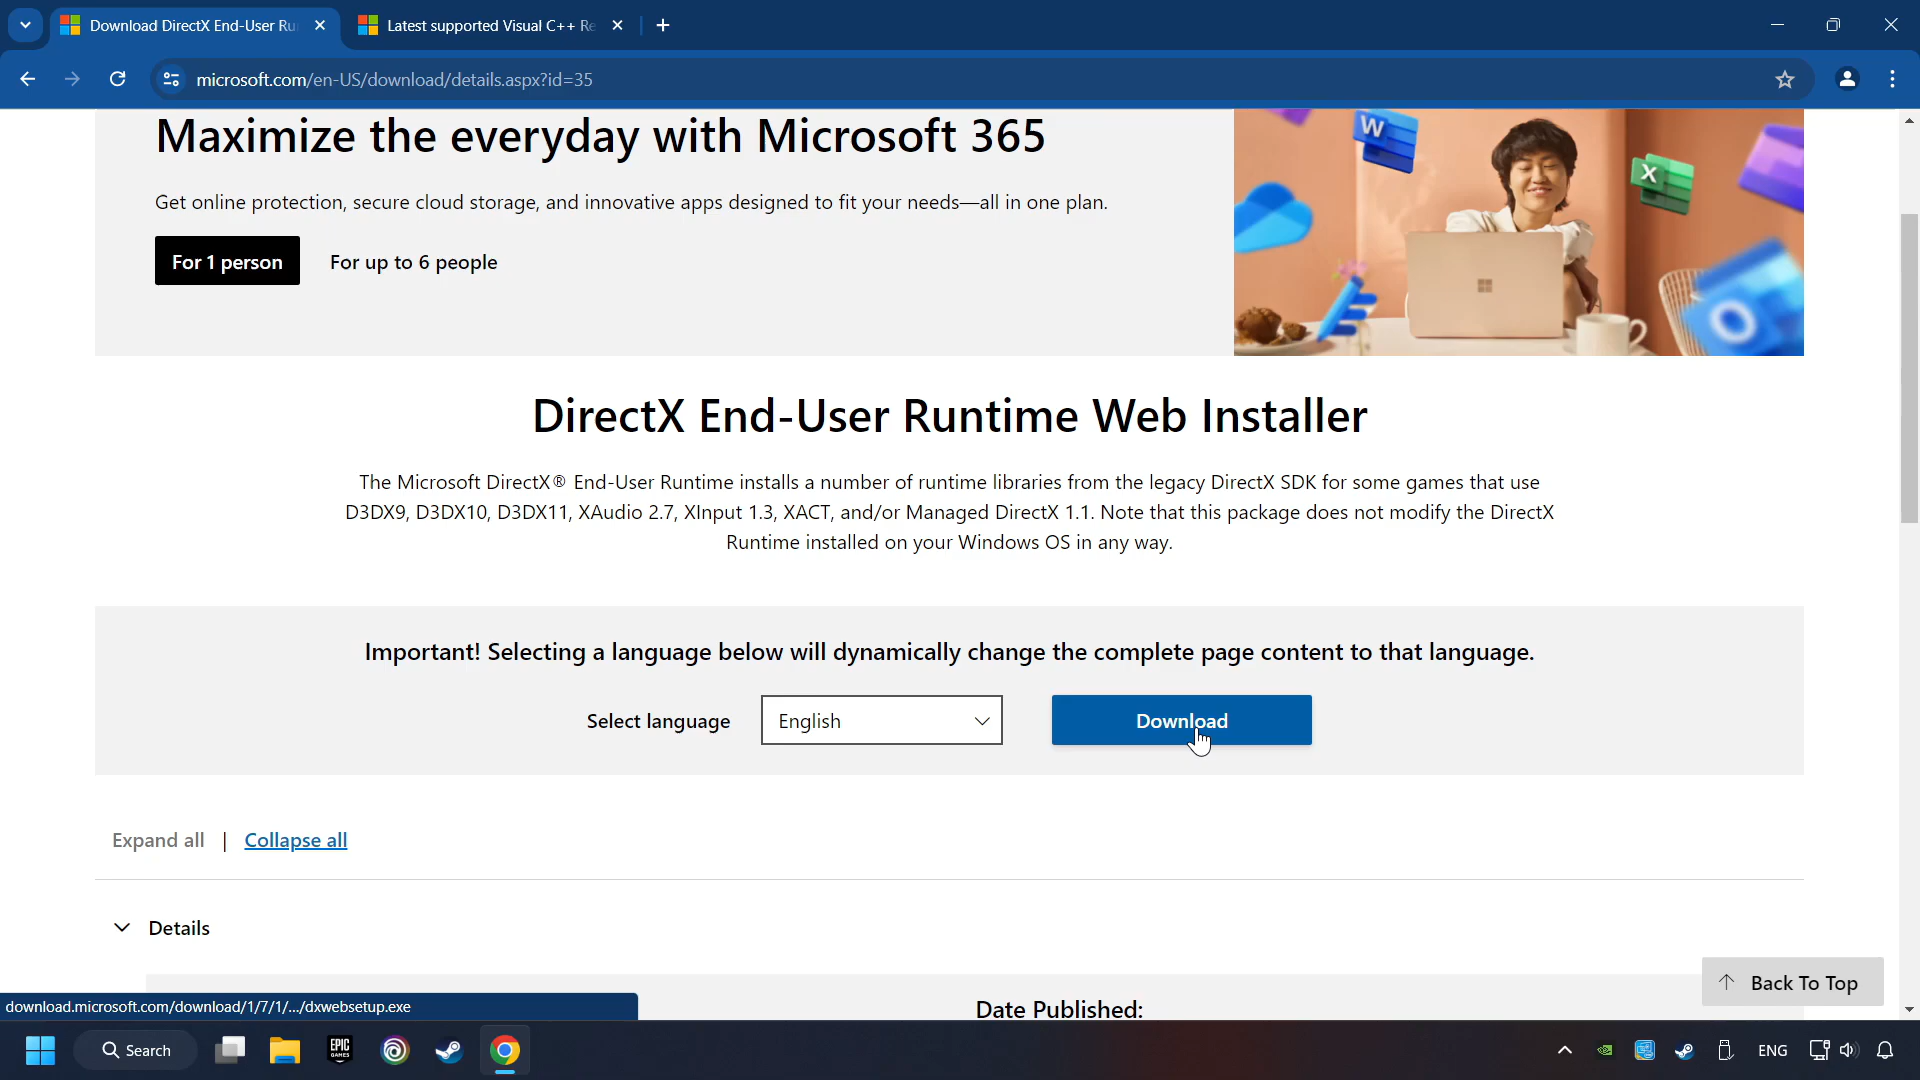 Download DirectX End-User Ru
Latest supported Visual C++ Re
microsoft.com/en-US/download/details.aspx?id=35
Maximize the everyday with Microsoft 365
Get online protection, secure cloud storage, and innovative apps designed to fit your needs—all in one plan.
For 1 person
For up to 6 people
W
X
O
DirectX End-User Runtime Web Installer
The Microsoft DirectX® End-User Runtime installs a number of runtime libraries from the legacy DirectX SDK for some games that use
D3DX9, D3DX10, D3DX11, XAudio 2.7, XInput 1.3, XACT, and/or Managed DirectX 1.1. Note that this package does not modify the DirectX
Runtime installed on your Windows OS in any way.
Important! Selecting a language below will dynamically change the complete page content to that language.
Select language
English
Download
Expand all | Collapse all
Details
Back To Top
Date Published:
download.microsoft.com/download/1/7/1/.../dxwebsetup.exe
Search
EPIC
GAMES
ENG